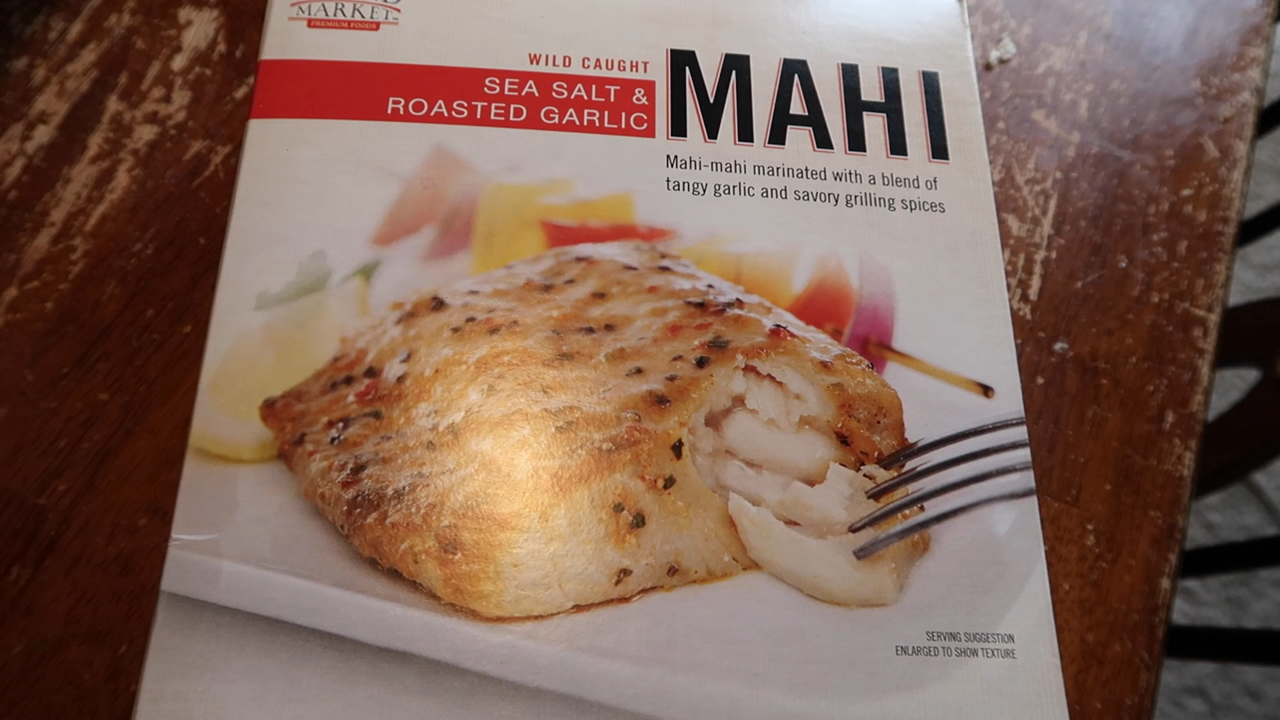 MARKET
PREMIUM FOODS
WILD CAUGHT
SEA SALT &
ROASTED GARLIC
MAHI
Mahi-mahi marinated with a blend of
tangy garlic and savory grilling spices
SERVING SUGGESTION
ENLARGED TO SHOW TEXTURE